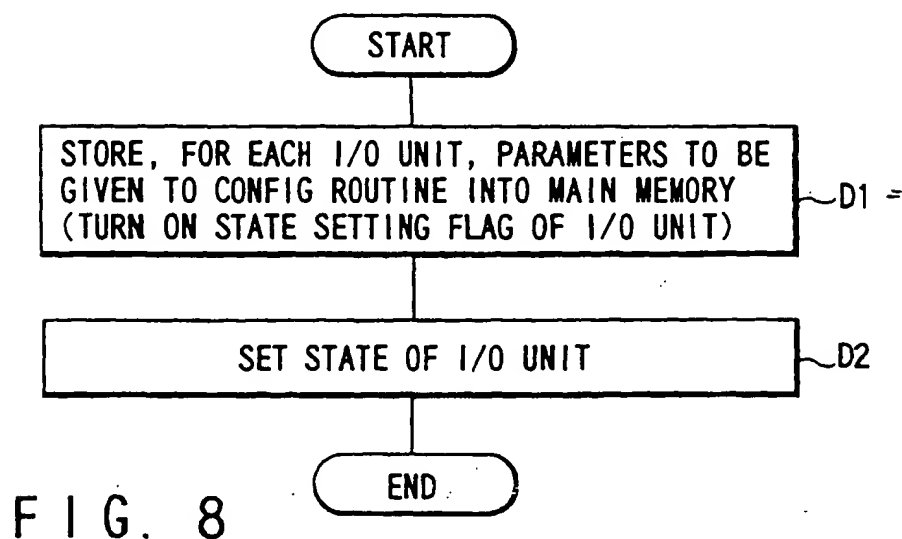 START
STORE, FOR EACH I/O UNIT, PARAMETERS TO BE
GIVEN TO CONFIG ROUTINE INTO MAIN MEMORY
(TURN ON STATE SETTING FLAG OF I/O UNIT)
D1 =
SET STATE OF I/O UNIT
D2
END
FIG. 8